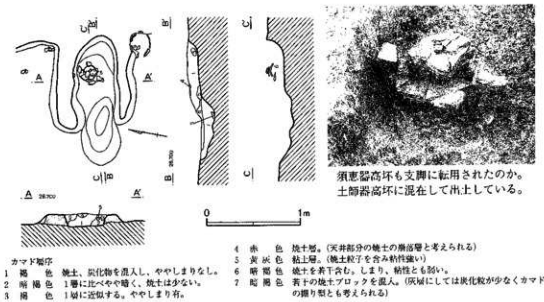 C B
C B'
B'
C'
A
A'
28.700
B
C
須恵器高坏も支脚に転用されたのか。
土師器高坏に混在して出土している。
A 28.700 A'
0 1m
カマド層序
1 褐色 焼土、炭化物を混入し、ややしまりなし。
2 暗褐色 1層に比べやや暗く、焼土は少ない。
3 褐色 1層に近似する。ややしまり有。
4 赤色 焼土層。(天井部分の焼土の崩落層と考えられる)
5 黄灰色 粘土層。(焼土粒子を含み粘性強い)
6 暗褐色 焼土を若干含む。しまり、粘性とも弱い。
7 暗褐色 若干の焼土ブロックを混入。(灰層にしては炭化粒が少なくカマド
の掘り型とも考えられる)